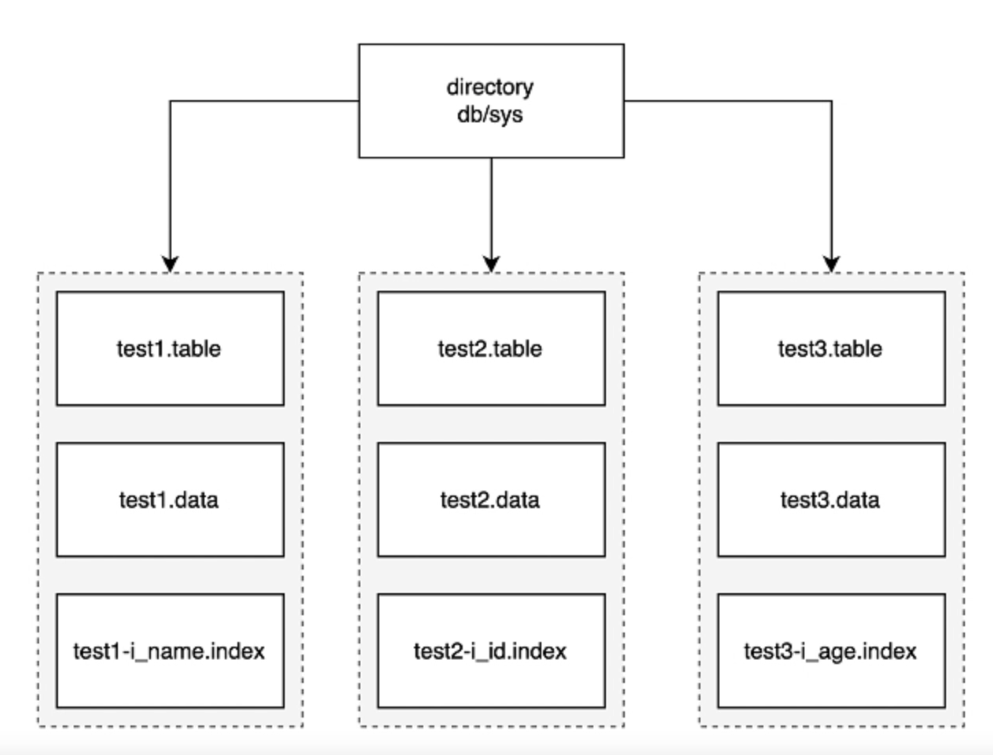 directory
db/sys
test1.table
test2.table
test3.table
test1.data
test2.data
test3.data
test1-i_name.index
test2-i_id.index
test3-i_age.index